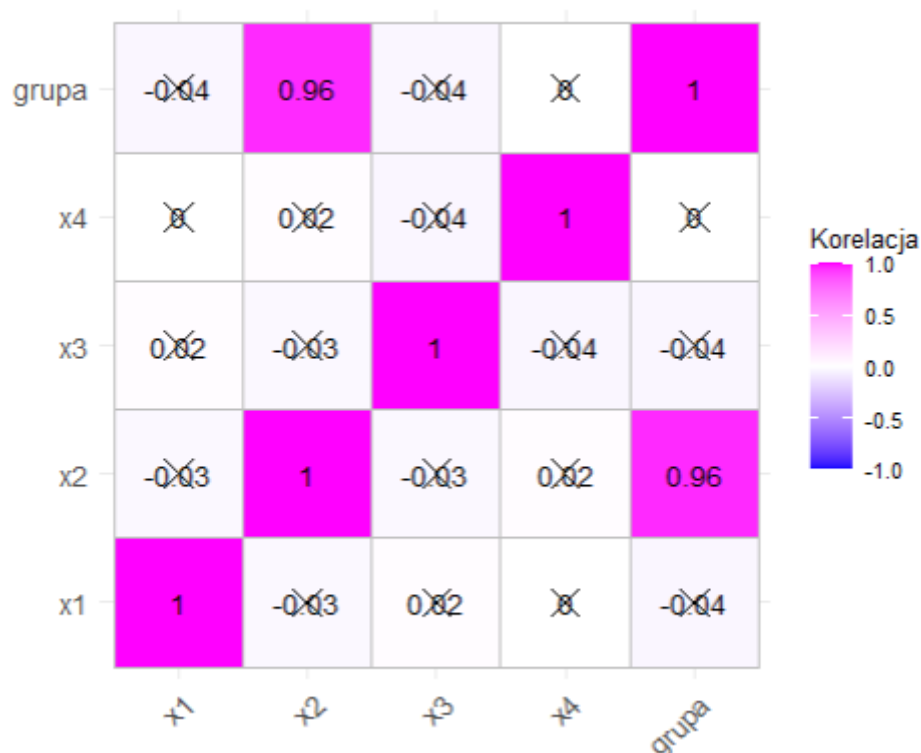 grupa -0.04 0.96 -0.04 0 1
x4 0 0.02 -0.04 1 0
x3 0.02 -0.03 1 -0.04 -0.04
x2 -0.03 1 -0.03 0.02 0.96
x1 1 -0.03 0.02 0 -0.04
x1 x2 x3 x4 grupa
Korelacja
1.0
0.5
0.0
-0.5
-1.0